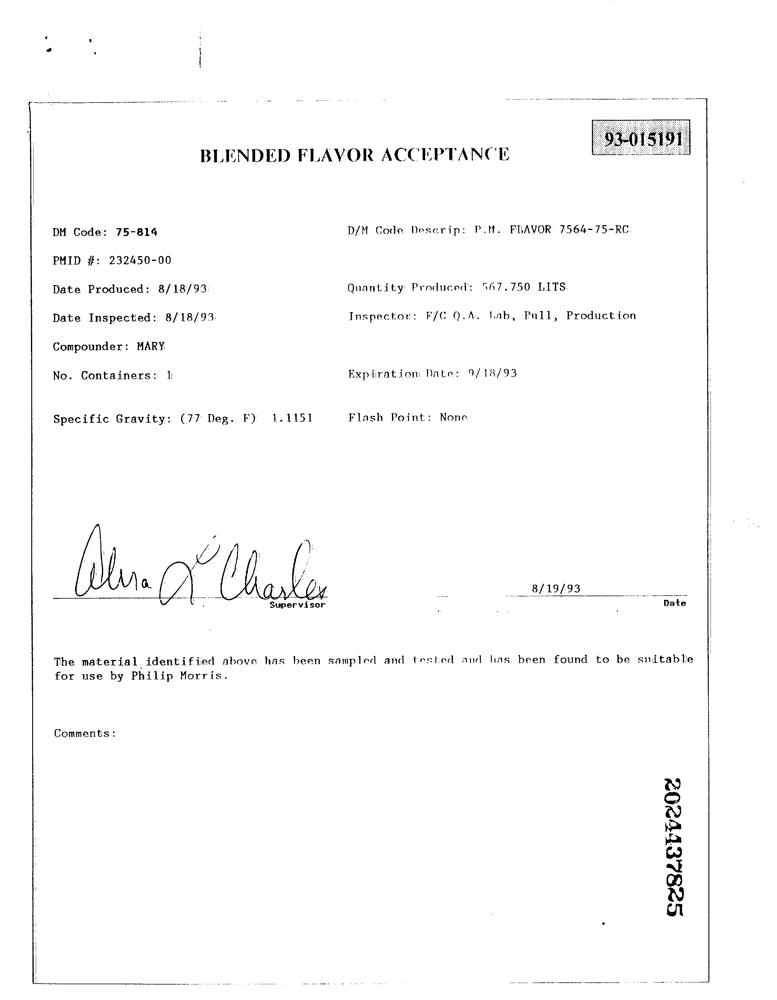 93-015191
BLENDED FLAVOR ACCEPTANCE
DM Code: 75-814 D/M Code Descrip: P.M. FLAVOR 7564-75-RC
PMID #: 232450-00
Date Produced: 8/18/93 Quantity Produced: 567.750 LITS
Date Inspected: 8/18/93 Inspector: F/C Q.A. Lab, Pull, Production
Compounder: MARY
No. Containers: 1 Expiration Date: 9/18/93
Specific Gravity: (77 Deg. F) 1.1151 Flash Point: None
Charles
8/19/93
Supervisor Date
The material identified above has been sampled and tested and has been found to be suitable
for use by Philip Morris.
Comments:
2024437825